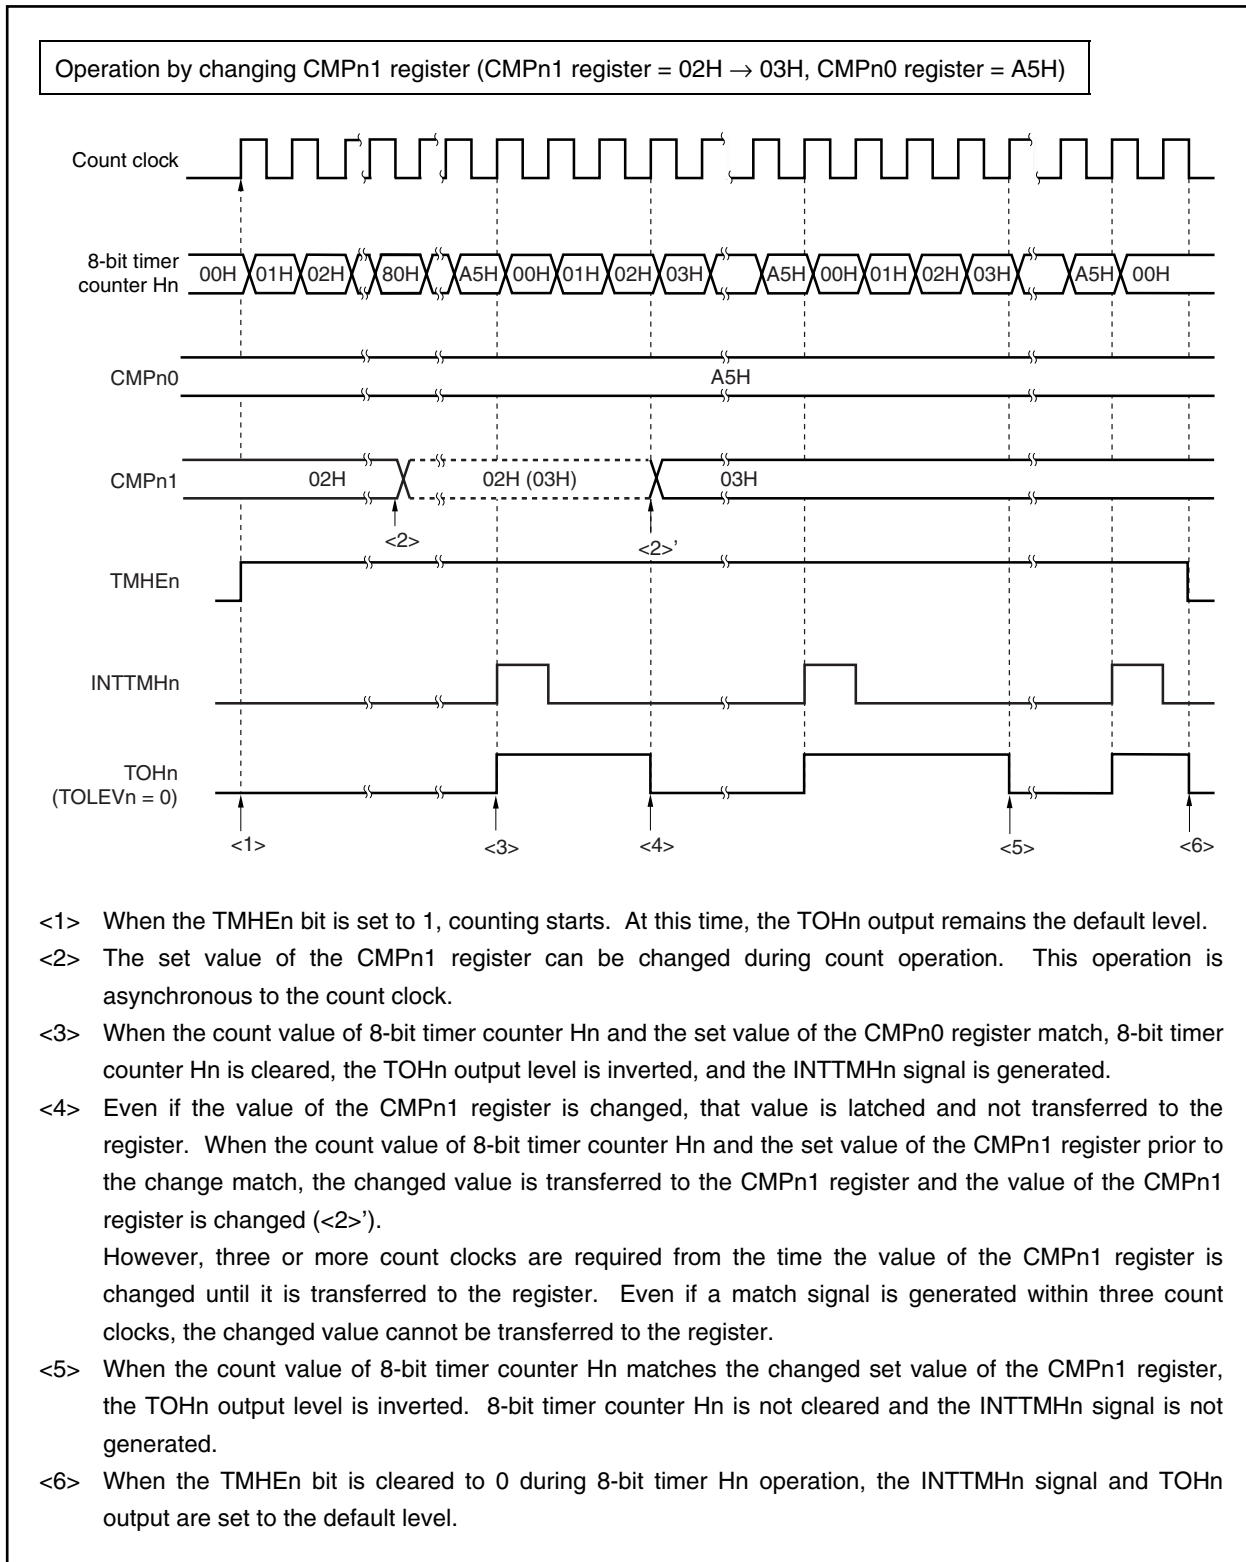 Operation by changing CMPn1 register (CMPn1 register = 02H → 03H, CMPn0 register = A5H)
Count clock
8-bit timer
counter Hn
00H 01H 02H 80H A5H 00H 01H 02H 03H A5H 00H 01H 02H 03H A5H 00H
CMPn0 A5H
CMPn1 02H 02H (03H) 03H
<2> <2>’
TMHEn
INTTMHn
TOHn
(TOLEVn = 0)
<1> <3> <4> <5> <6>
<1> When the TMHEn bit is set to 1, counting starts. At this time, the TOHn output remains the default level.
<2> The set value of the CMPn1 register can be changed during count operation. This operation is
asynchronous to the count clock.
<3> When the count value of 8-bit timer counter Hn and the set value of the CMPn0 register match, 8-bit timer
counter Hn is cleared, the TOHn output level is inverted, and the INTTMHn signal is generated.
<4> Even if the value of the CMPn1 register is changed, that value is latched and not transferred to the
register. When the count value of 8-bit timer counter Hn and the set value of the CMPn1 register prior to
the change match, the changed value is transferred to the CMPn1 register and the value of the CMPn1
register is changed (<2>’).
However, three or more count clocks are required from the time the value of the CMPn1 register is
changed until it is transferred to the register. Even if a match signal is generated within three count
clocks, the changed value cannot be transferred to the register.
<5> When the count value of 8-bit timer counter Hn matches the changed set value of the CMPn1 register,
the TOHn output level is inverted. 8-bit timer counter Hn is not cleared and the INTTMHn signal is not
generated.
<6> When the TMHEn bit is cleared to 0 during 8-bit timer Hn operation, the INTTMHn signal and TOHn
output are set to the default level.